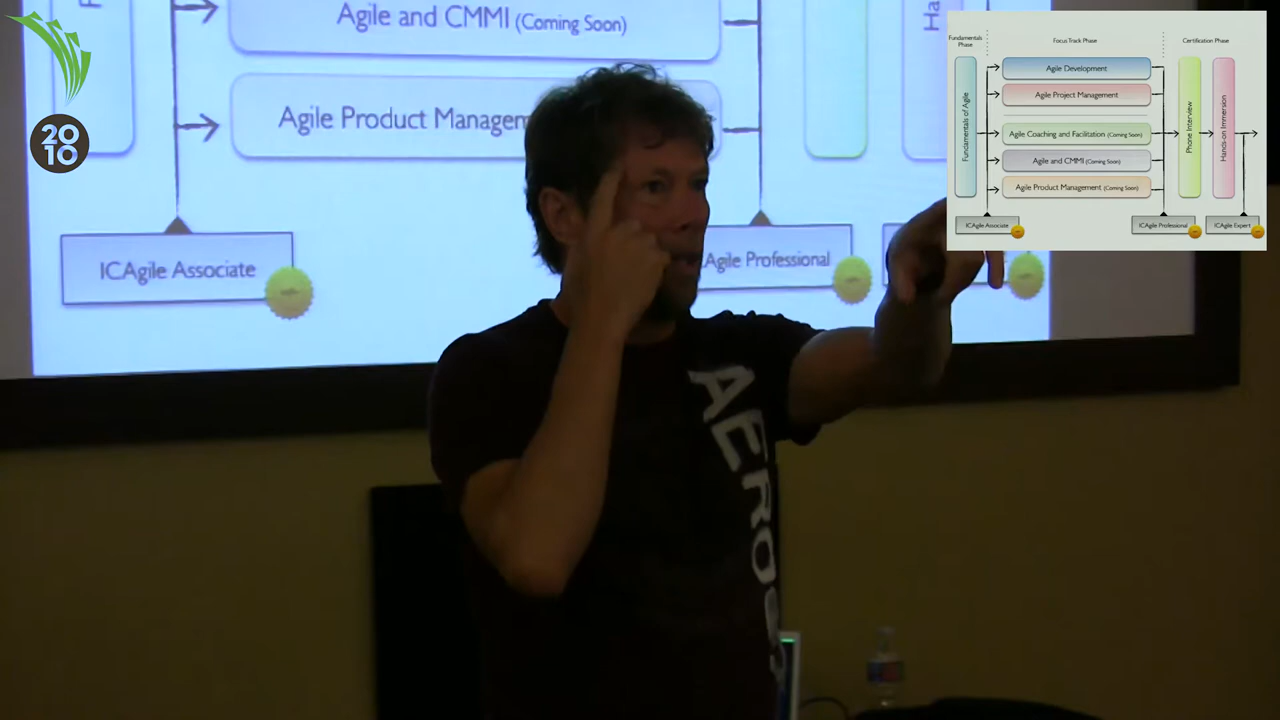 Agile and CMMI (Coming Soon)
Agile Product Managem
ICAgile Associate
Agile Professional
Ha
2010
AERO
Fundamentals
Phase
Focus Track Phase
Certification Phase
Fundamentals of Agile
Agile Development
Agile Project Management
Agile Coaching and Facilitation (Coming Soon)
Agile and CMMI (Coming Soon)
Agile Product Management (Coming Soon)
Phone Interview
Hands-on Immersion
ICAgile Associate
ICAgile Professional
ICAgile Expert